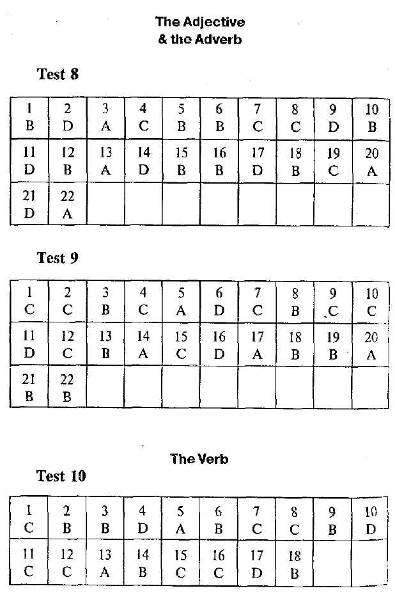 The Adjective
& the Adverb
Test 8
1 2 3 4 5 6 7 8 9 10
B D A C B B C C D B
11 12 13 14 15 16 17 18 19 20
D B A D B B D B C A
21 22
D A
Test 9
1 2 3 4 5 6 7 8 9 10
C C B C A D C B C C
11 12 13 14 15 16 17 18 19 20
D C B A C D A B B A
21 22
B B
The Verb
Test 10
1 2 3 4 5 6 7 8 9 10
C B B D A B C C B D
11 12 13 14 15 16 17 18
C C A B C C D B